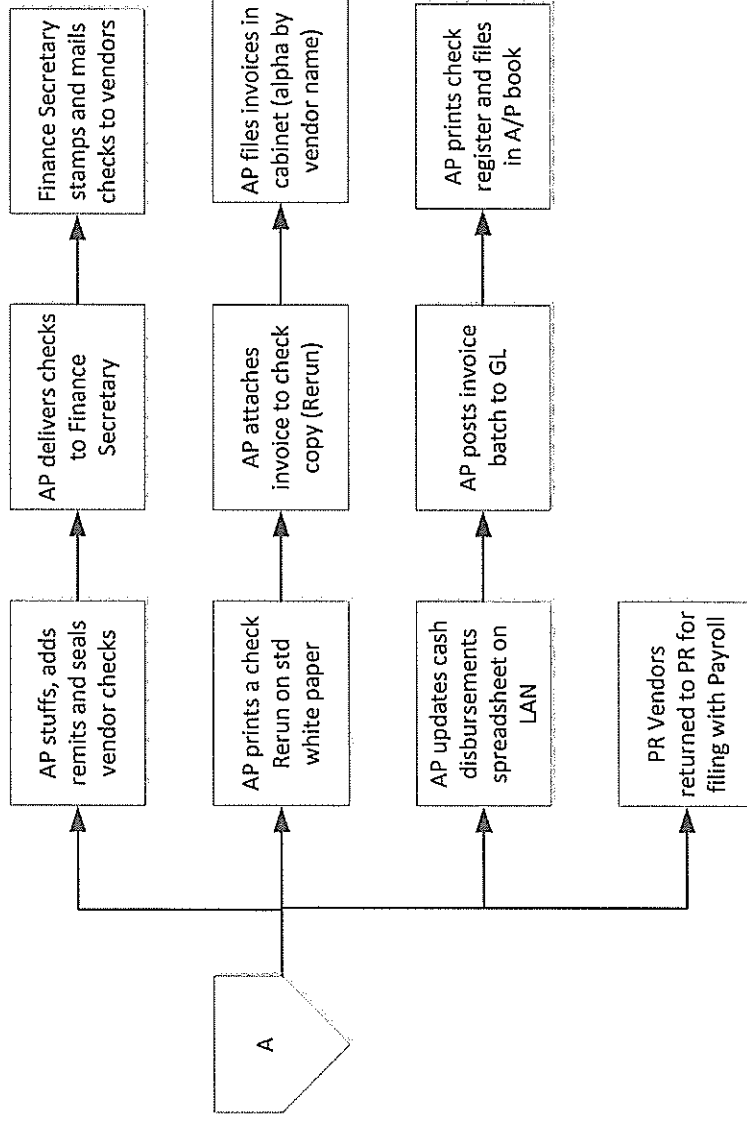 A
AP stuffs, adds
remits and seals
vendor checks
AP delivers checks
to Finance
Secretary
Finance Secretary
stamps and mails
checks to vendors
AP prints a check
Rerun on std
white paper
AP attaches
invoice to check
copy (Rerun)
AP files invoices in
cabinet (alpha by
vendor name)
AP updates cash
disbursements
spreadsheet on
LAN
AP posts invoice
batch to GL
AP prints check
register and files
in A/P book
PR Vendors
returned to PR for
filing with Payroll